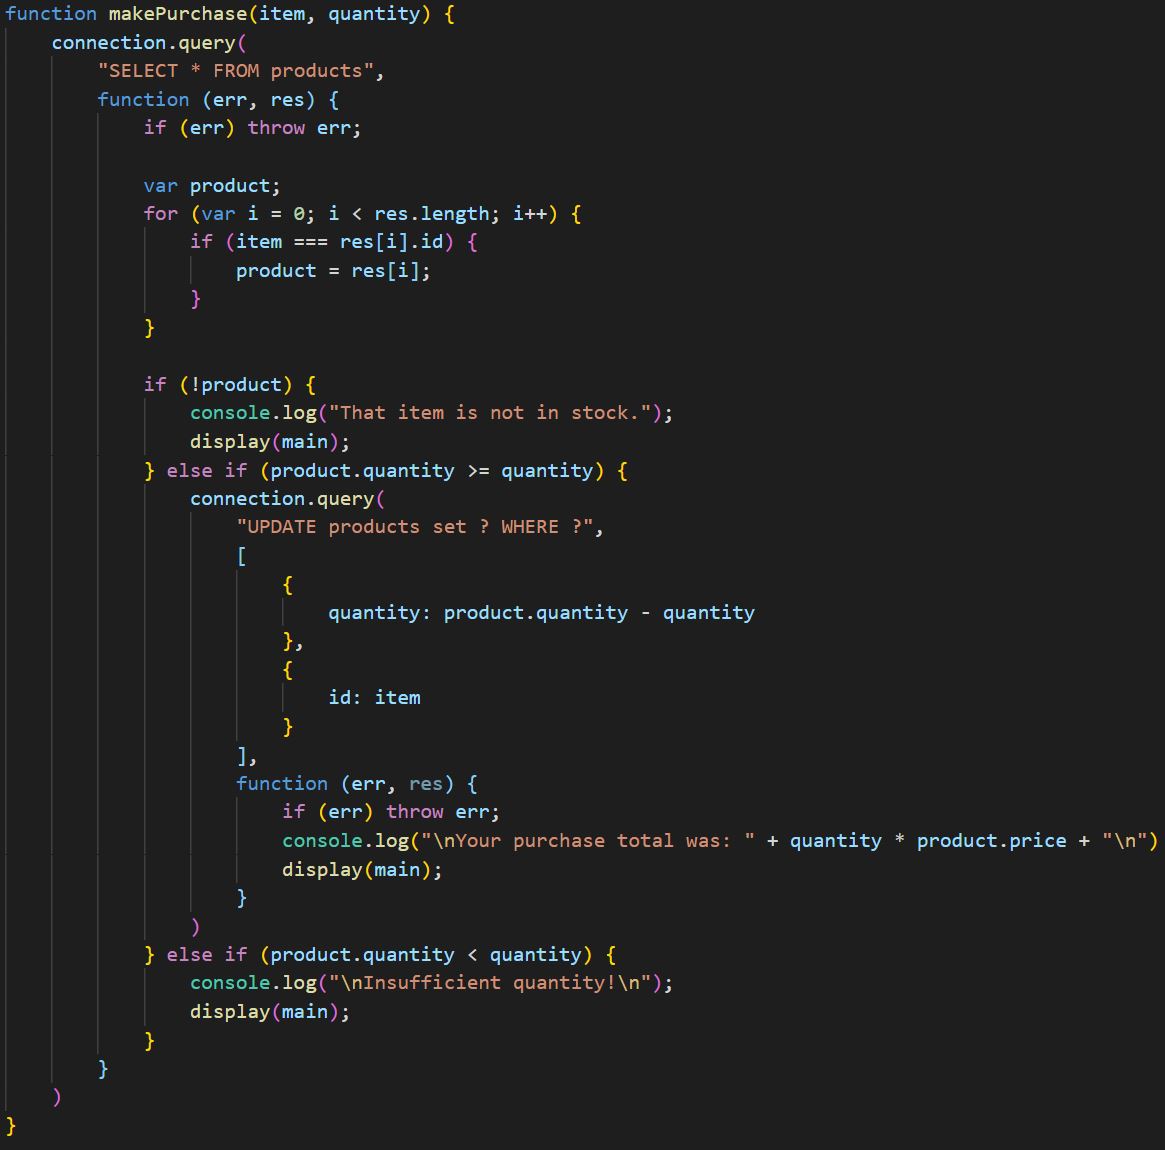 function makePurchase(item, quantity) {
    connection.query(
        "SELECT * FROM products",
        function (err, res) {
            if (err) throw err;

            var product;
            for (var i = 0; i < res.length; i++) {
                if (item === res[i].id) {
                    product = res[i];
                }
            }

            if (!product) {
                console.log("That item is not in stock.");
                display(main);
            } else if (product.quantity >= quantity) {
                connection.query(
                    "UPDATE products set ? WHERE ?",
                    [
                        {
                            quantity: product.quantity - quantity
                        },
                        {
                            id: item
                        }
                    ],
                    function (err, res) {
                        if (err) throw err;
                        console.log("\nYour purchase total was: " + quantity * product.price + "\n")
                        display(main);
                    }
                )
            } else if (product.quantity < quantity) {
                console.log("\nInsufficient quantity!\n");
                display(main);
            }
        }
    )
}